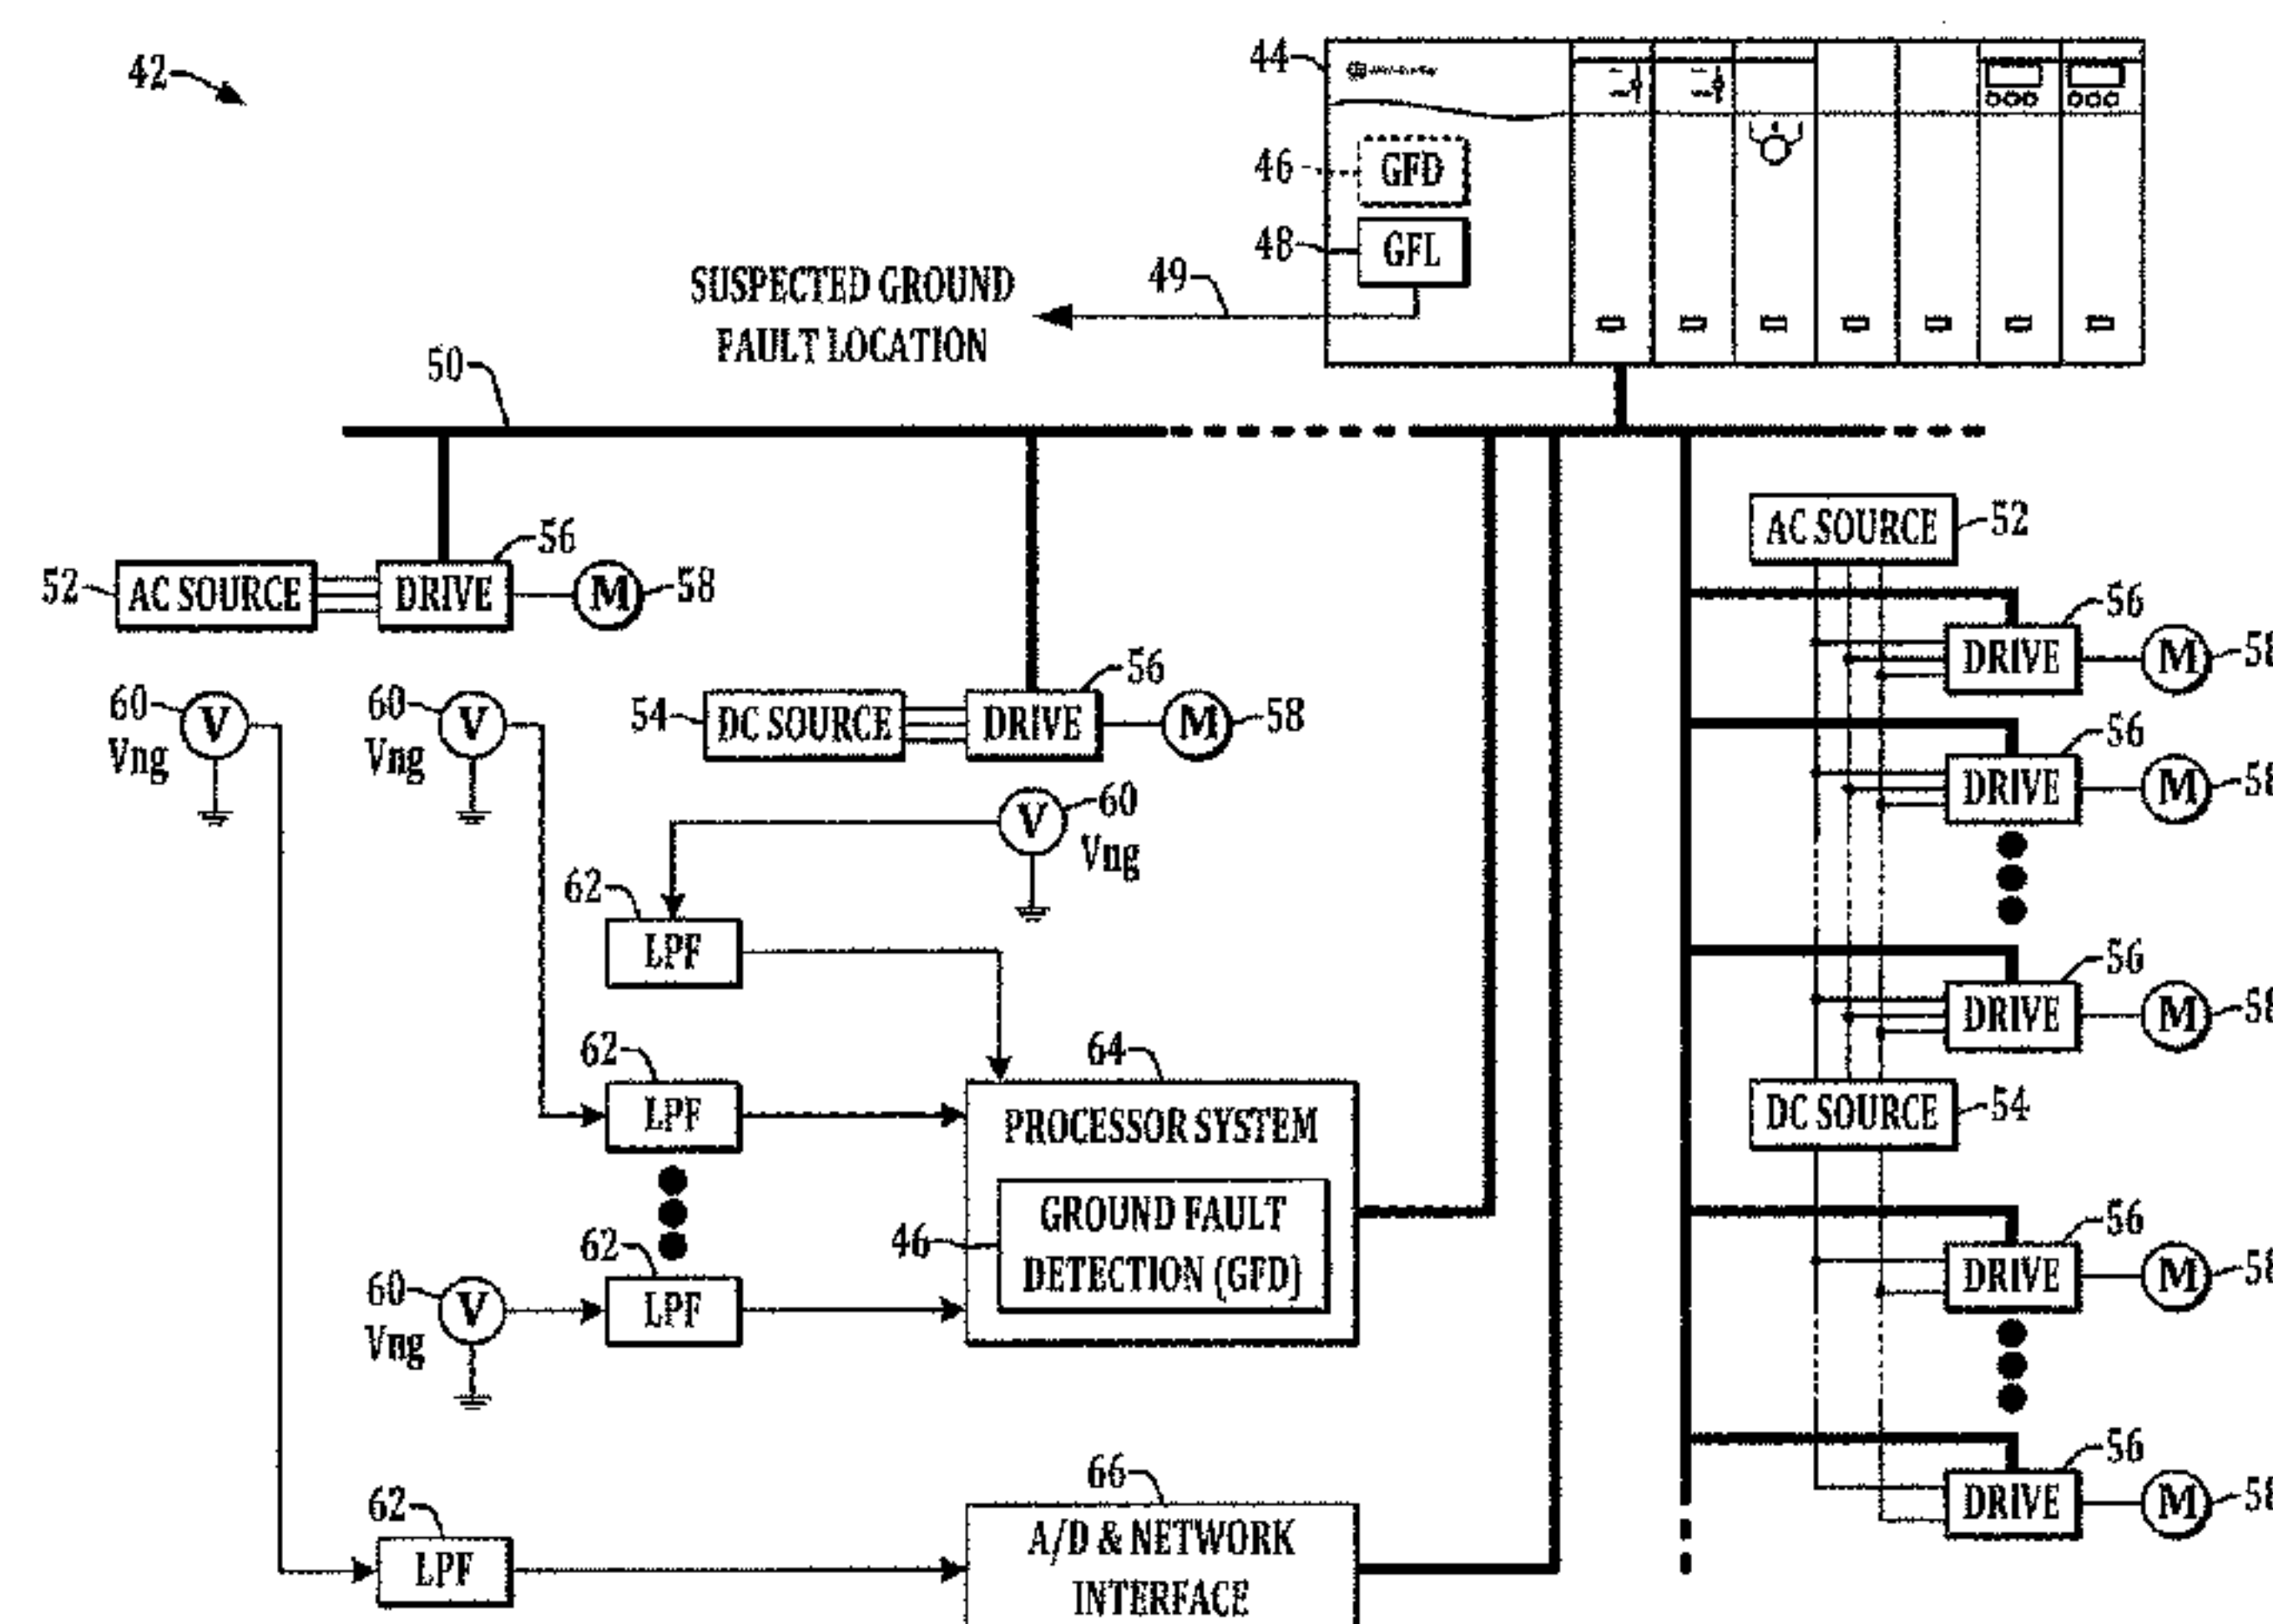 42
44
46
GFD
48
GFL
49
SUSPECTED GROUND
FAULT LOCATION
50
52
AC SOURCE
56
DRIVE
M
58
60
V
Vng
60
V
Vng
54
DC SOURCE
56
DRIVE
M
58
V
60
Vng
62
LPF
62
LPF
62
LPF
60
V
Vng
64
PROCESSOR SYSTEM
46
GROUND FAULT
DETECTION (GFD)
62
LPF
66
A/D & NETWORK
INTERFACE
AC SOURCE
52
56
DRIVE
M
58
56
DRIVE
M
58
56
DRIVE
M
58
DC SOURCE
54
56
DRIVE
M
58
56
DRIVE
M
58